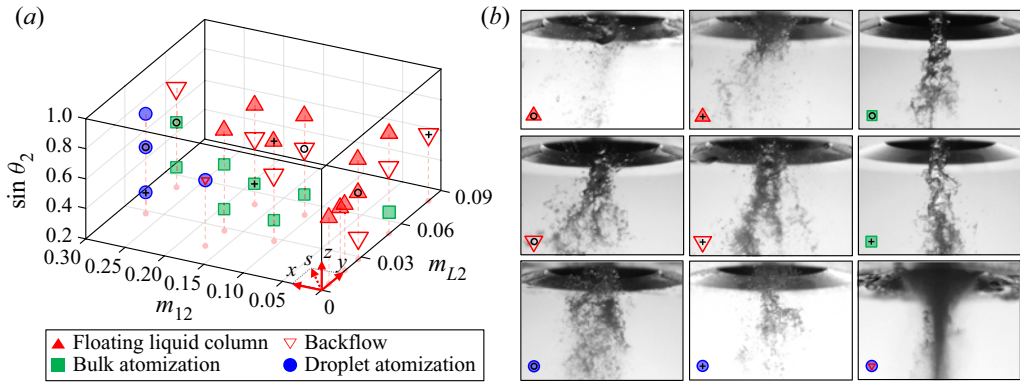 (a)
(b)
1.0
0.8
sin θ2
0.6
0.4
0.2
0.30
0.25
0.20
0.15
0.10
0.05
0
m12
0.09
0.06
0.03
mL2
x
s
z
y
Floating liquid column
Backflow
Bulk atomization
Droplet atomization